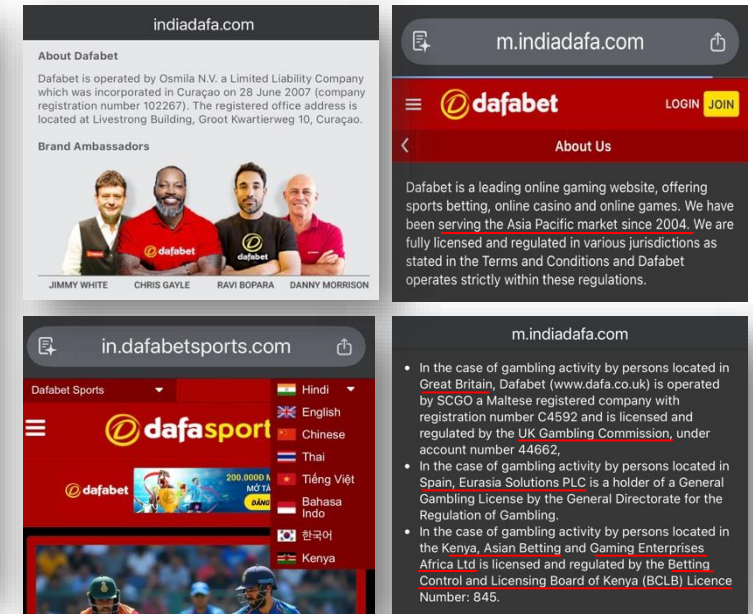 indiadafa.com
About Dafabet
Dafabet is operated by Osmila N.V. a Limited Liability Company
which was incorporated in Curaçao on 28 June 2007 (company
registration number 102267). The registered office address is
located at Livestrong Building, Groot Kwartierweg 10, Curaçao.
Brand Ambassadors
dafabet
dafabet
JIMMY WHITE CHRIS GAYLE RAVI BOPARA DANNY MORRISON
m.indiadafa.com
dafabet LOGIN JOIN
About Us
Dafabet is a leading online gaming website, offering
sports betting, online casino and online games. We have
been serving the Asia Pacific market since 2004. We are
fully licensed and regulated in various jurisdictions as
stated in the Terms and Conditions and Dafabet
operates strictly within these regulations.
in.dafabetsports.com
Dafabet Sports
Hindi
English
Chinese
Thai
Tiếng Việt
Bahasa
Indo
한국어
Kenya
dafasport
dafabet
200.000Đ
MỞ TÀ
ĐĂNG
m.indiadafa.com
• In the case of gambling activity by persons located in
Great Britain, Dafabet (www.dafa.co.uk) is operated
by SCGO a Maltese registered company with
registration number C4592 and is licensed and
regulated by the UK Gambling Commission, under
account number 44662,
• In the case of gambling activity by persons located in
Spain, Eurasia Solutions PLC is a holder of a General
Gambling License by the General Directorate for the
Regulation of Gambling.
• In the case of gambling activity by persons located in
the Kenya, Asian Betting and Gaming Enterprises
Africa Ltd is licensed and regulated by the Betting
Control and Licensing Board of Kenya (BCLB) Licence
Number: 845.